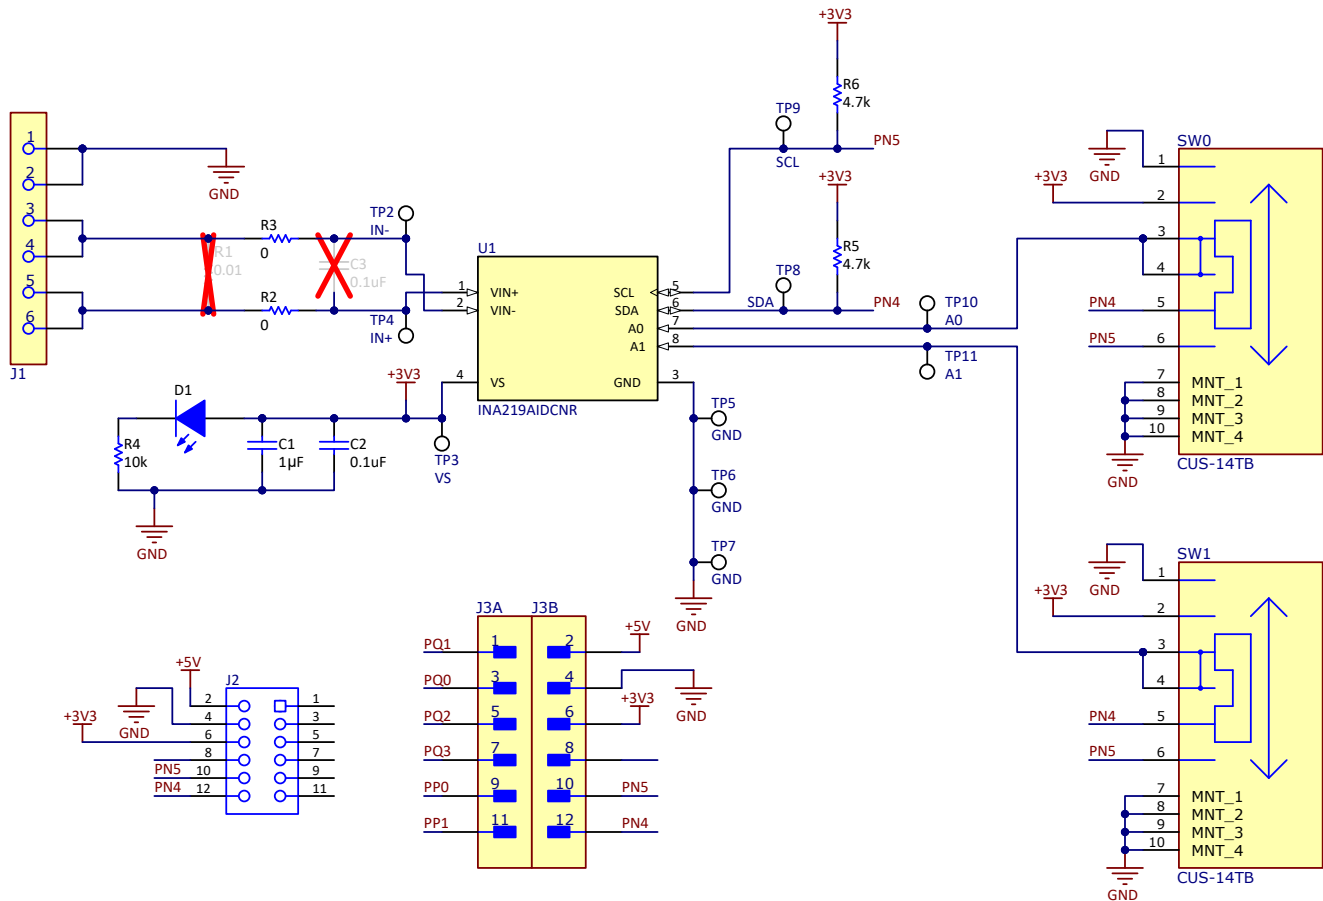 +3V3
R6
4.7k
TP9
SCL
PN5
+3V3
R5
4.7k
TP8
SDA
PN4
J1
1
2
3
4
5
6
GND
R1
0.01
R3
0
R2
0
C3
0.1uF
TP2
IN-
TP4
IN+
U1
1
VIN+
2
VIN-
4
VS
SCL
5
SDA
6
A0
7
A1
8
GND
3
INA219AIDCNR
TP10
A0
TP11
A1
+3V3
D1
R4
10k
C1
1µF
C2
0.1uF
TP3
VS
GND
TP5
GND
TP6
GND
TP7
GND
GND
SW0
GND
+3V3
1
2
3
4
PN4
5
PN5
6
7
MNT_1
8
MNT_2
9
MNT_3
10
MNT_4
GND
CUS-14TB
SW1
GND
+3V3
1
2
3
4
PN4
5
PN5
6
7
MNT_1
8
MNT_2
9
MNT_3
10
MNT_4
GND
CUS-14TB
J2
+5V
GND
+3V3
2
1
4
3
6
5
8
7
PN5
10
9
PN4
12
11
J3A
J3B
PQ1
1
2
+5V
PQ0
3
4
GND
PQ2
5
6
+3V3
PQ3
7
8
PP0
9
10
PN5
PP1
11
12
PN4